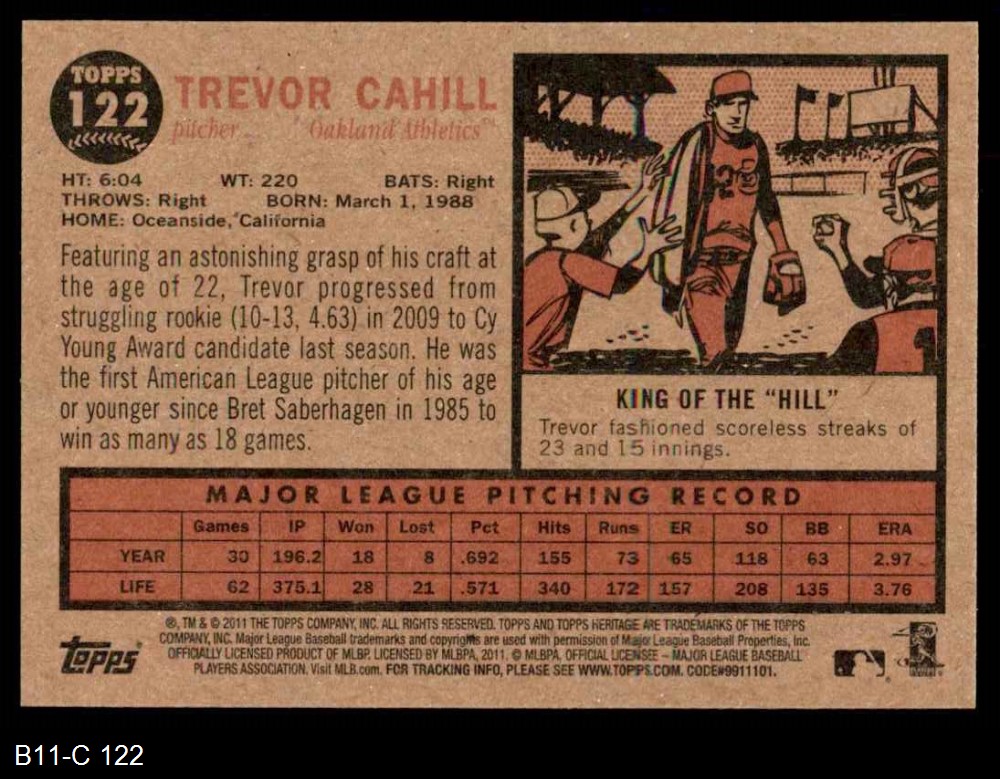 TOPPS
122
TREVOR CAHILL
pitcher Oakland Athletics™
HT: 6:04 WT: 220 BATS: Right
THROWS: Right BORN: March 1, 1988
HOME: Oceanside, California
Featuring an astonishing grasp of his craft at
the age of 22, Trevor progressed from
struggling rookie (10-13, 4.63) in 2009 to Cy
Young Award candidate last season. He was
the first American League pitcher of his age
or younger since Bret Saberhagen in 1985 to
win as many as 18 games.
KING OF THE “HILL”
Trevor fashioned scoreless streaks of
23 and 15 innings.
MAJOR LEAGUE PITCHING RECORD
Games IP Won Lost Pct Hits Runs ER SO BB ERA
YEAR 30 196.2 18 8 .692 155 73 65 118 63 2.97
LIFE 62 375.1 28 21 .571 340 172 157 208 135 3.76
®, TM & © 2011 THE TOPPS COMPANY, INC. ALL RIGHTS RESERVED. TOPPS AND TOPPS HERITAGE ARE TRADEMARKS OF THE TOPPS
COMPANY, INC. Major League Baseball trademarks and copyrights are used with permission of Major League Baseball Properties, Inc.
OFFICIALLY LICENSED PRODUCT OF MLBP. LICENSED BY MLBPA, 2011. © MLBPA, OFFICIAL LICENSEE – MAJOR LEAGUE BASEBALL
PLAYERS ASSOCIATION. Visit MLB.com. FOR TRACKING INFO, PLEASE SEE WWW.TOPPS.COM. CODE#9911101.
Topps
B11-C 122